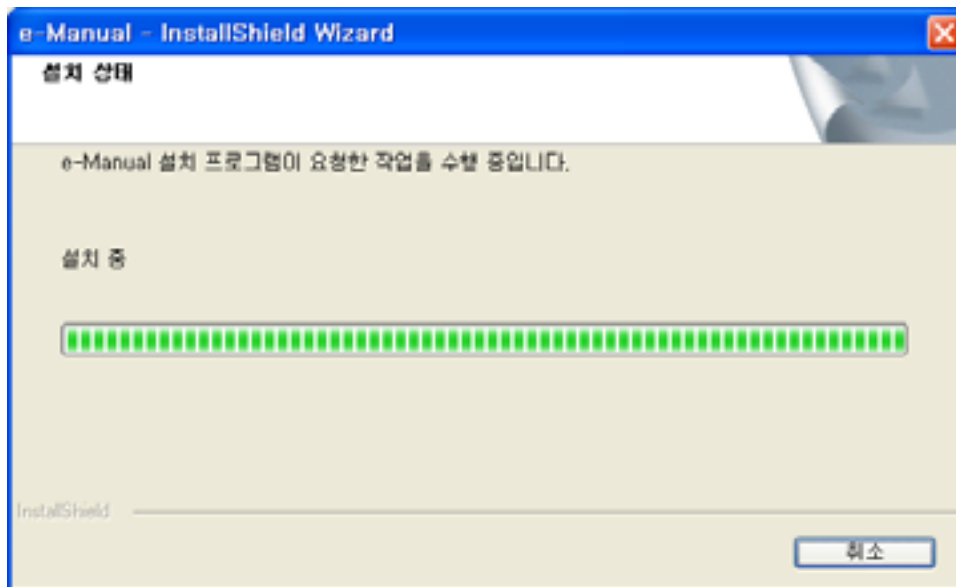 e-Manual - InstallShield Wizard
설치 상태
e-Manual 설치 프로그램이 요청한 작업을 수행 중입니다.
설치 중
InstallShield
취소